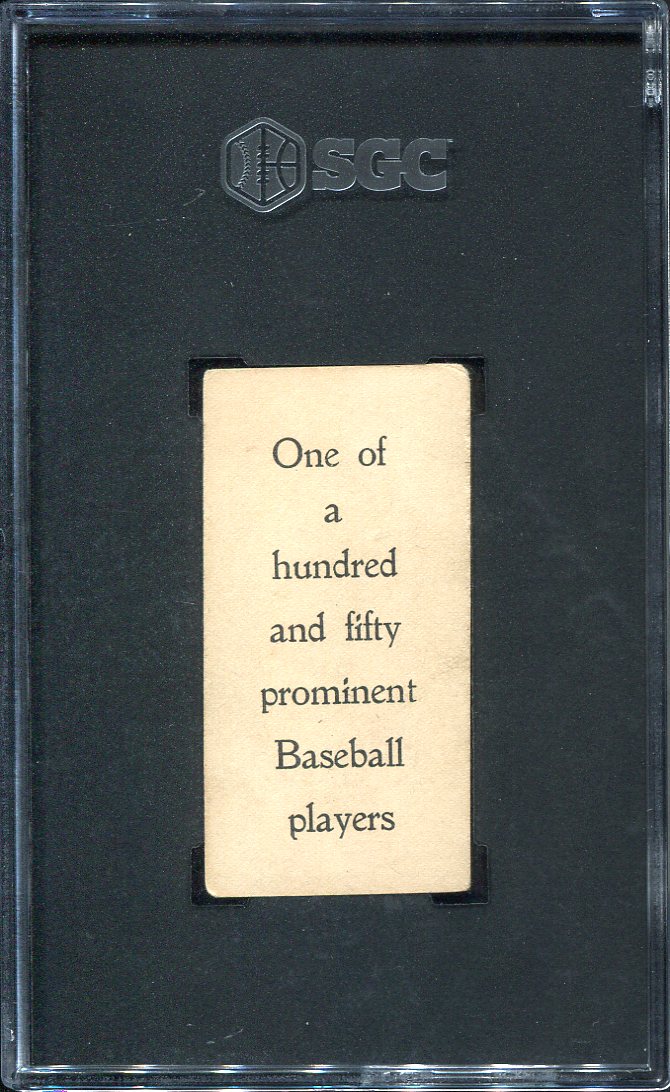 SGC
One of
a
hundred
and fifty
prominent
Baseball
players